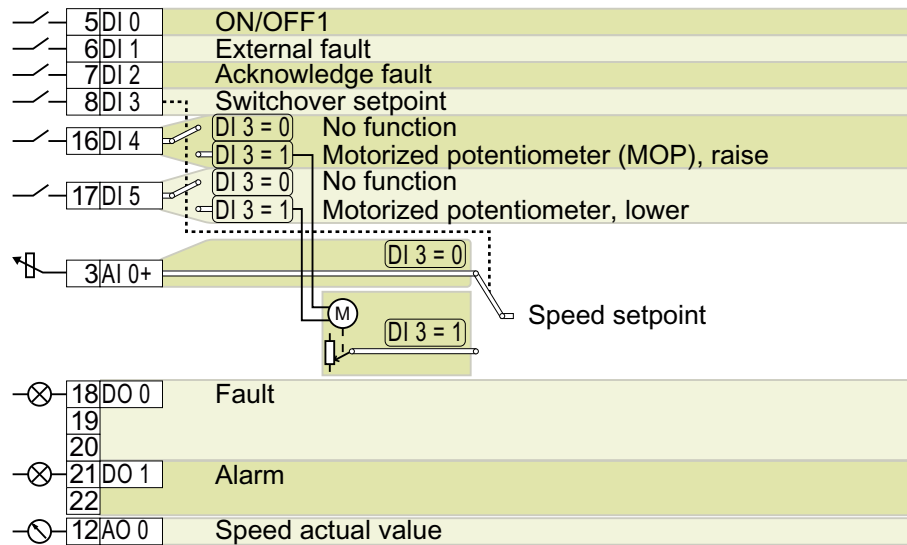 5 DI 0 ON/OFF1
6 DI 1 External fault
7 DI 2 Acknowledge fault
8 DI 3 Switchover setpoint
DI 3 = 0 No function
16 DI 4
DI 3 = 1 Motorized potentiometer (MOP), raise
DI 3 = 0 No function
17 DI 5
DI 3 = 1 Motorized potentiometer, lower
DI 3 = 0
3 AI 0+
M Speed setpoint
DI 3 = 1
18 DO 0 Fault
19
20
21 DO 1 Alarm
22
12 AO 0 Speed actual value